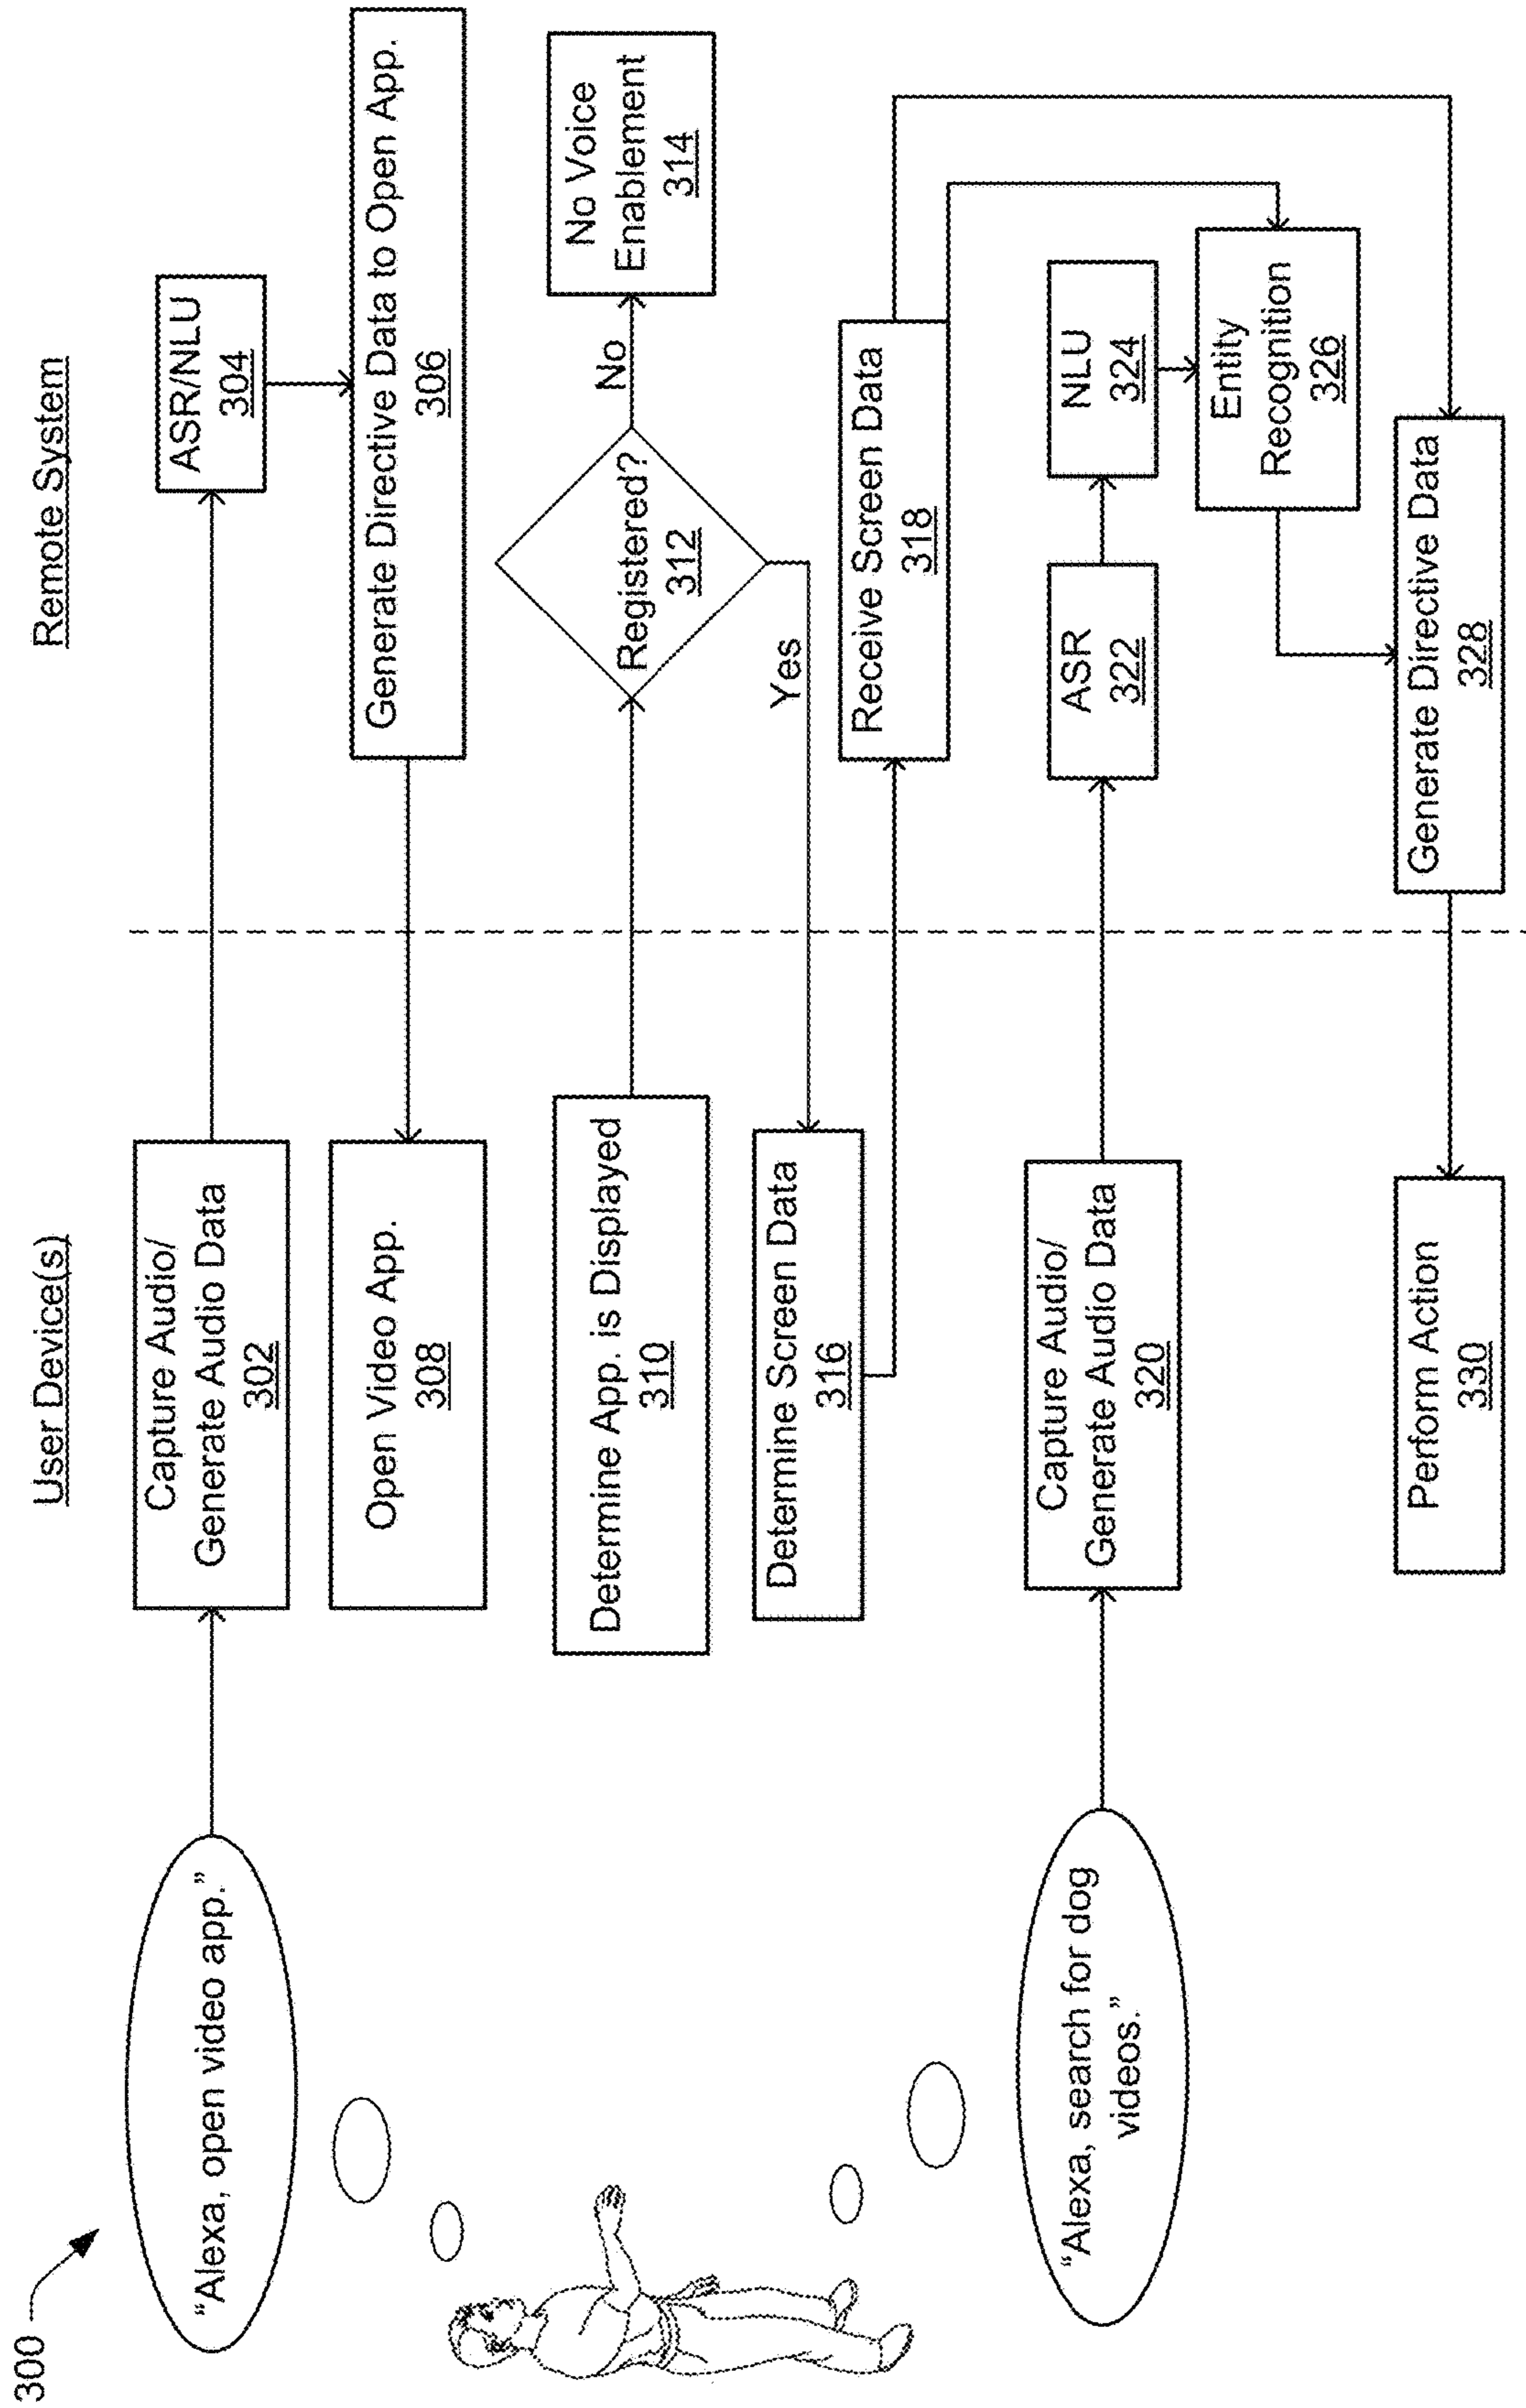 300
User Device(s)
Remote System
“Alexa, open video app.”
Capture Audio/
Generate Audio Data
302
ASR/NLU
304
Generate Directive Data to Open App.
306
Open Video App.
308
Determine App. is Displayed
310
Registered?
312
No
No Voice
Enablement
314
Yes
Determine Screen Data
316
Receive Screen Data
318
“Alexa, search for dog
videos.”
Capture Audio/
Generate Audio Data
320
ASR
322
NLU
324
Entity
Recognition
326
Generate Directive Data
328
Perform Action
330